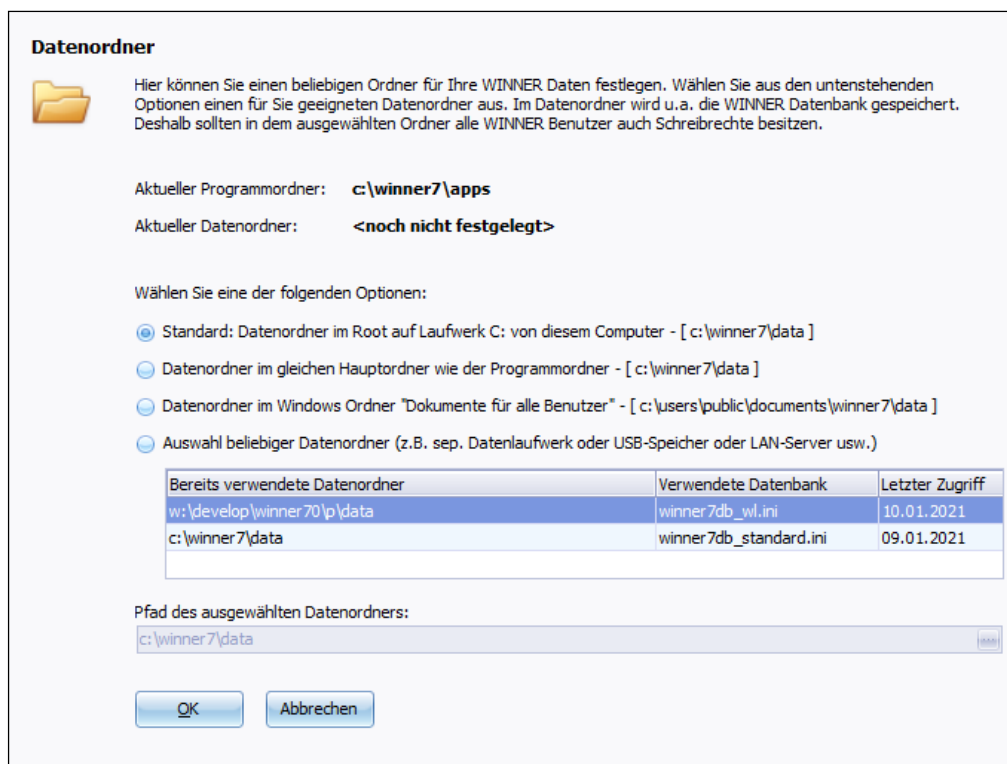 Datenordner
Hier können Sie einen beliebigen Ordner für Ihre WINNER Daten festlegen. Wählen Sie aus den untenstehenden
Optionen einen für Sie geeigneten Datenordner aus. Im Datenordner wird u.a. die WINNER Datenbank gespeichert.
Deshalb sollten in dem ausgewählten Ordner alle WINNER Benutzer auch Schreibrechte besitzen.
Aktueller Programmordner: c:\winner7\apps
Aktueller Datenordner: <noch nicht festgelegt>
Wählen Sie eine der folgenden Optionen:
Standard: Datenordner im Root auf Laufwerk C: von diesem Computer - [ c:\winner7\data ]
Datenordner im gleichen Hauptordner wie der Programmordner - [ c:\winner7\data ]
Datenordner im Windows Ordner "Dokumente für alle Benutzer" - [ c:\users\public\documents\winner7\data ]
Auswahl beliebiger Datenordner (z.B. sep. Datenlaufwerk oder USB-Speicher oder LAN-Server usw.)
Bereits verwendete Datenordner Verwendete Datenbank Letzter Zugriff
w:\develop\winner70\p\data winner7db_wl.ini 10.01.2021
c:\winner7\data winner7db_standard.ini 09.01.2021
Pfad des ausgewählten Datenordners:
c:\winner7\data
OK Abbrechen